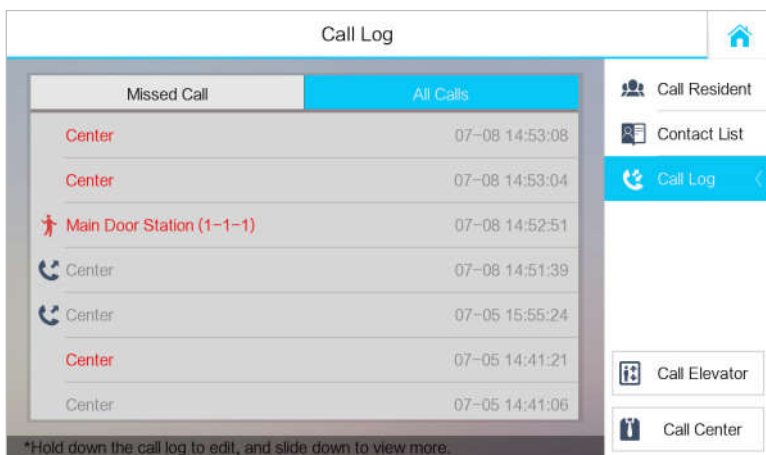 Call Log
Missed Call All Calls
Center 07-08 14:53:08
Center 07-08 14:53:04
Main Door Station (1-1-1) 07-08 14:52:51
Center 07-08 14:51:39
Center 07-05 15:55:24
Center 07-05 14:41:21
Center 07-05 14:41:06
*Hold down the call log to edit, and slide down to view more.
Call Resident
Contact List
Call Log
Call Elevator
Call Center